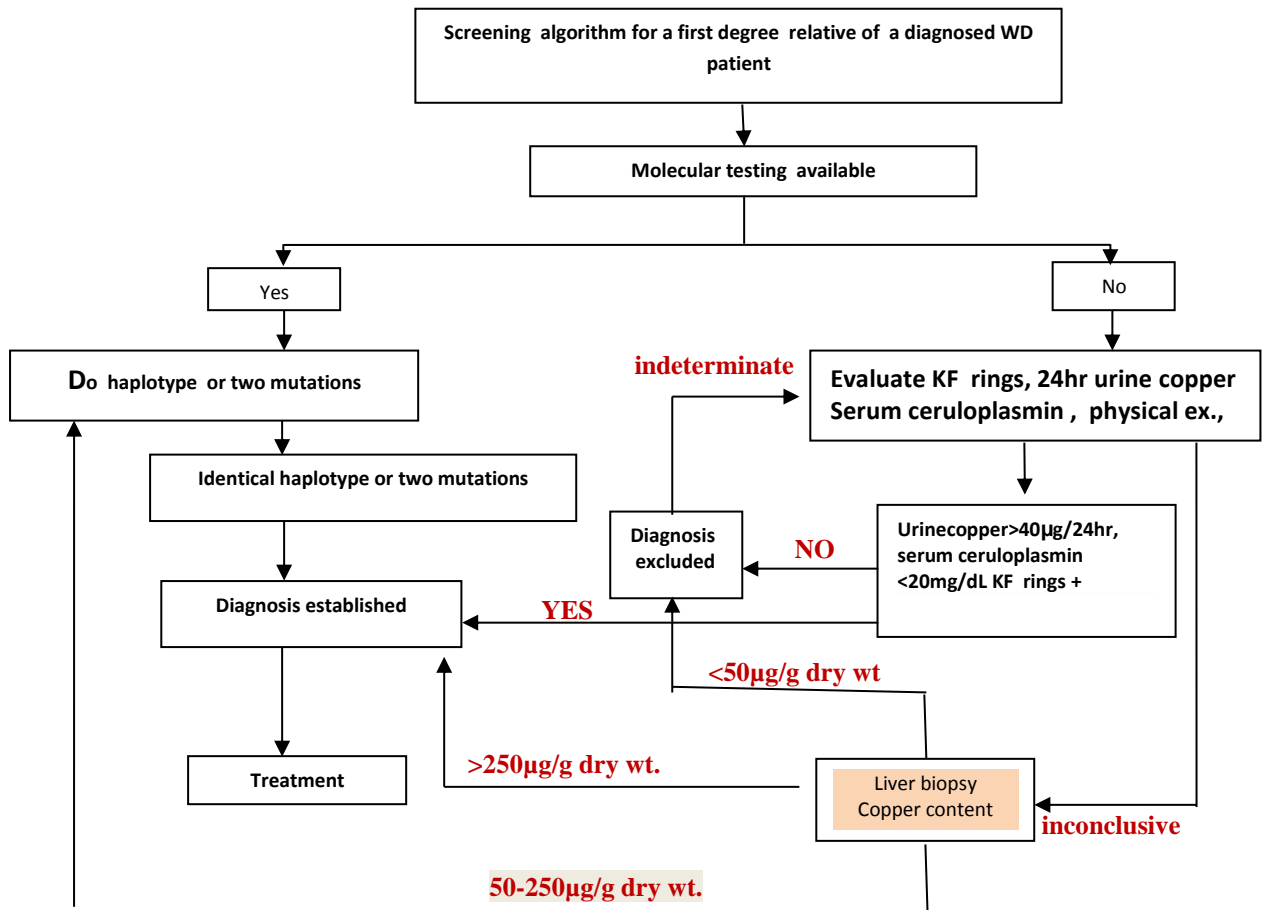 Screening algorithm for a first degree relative of a diagnosed WD
patient
Molecular testing available
Yes
No
Do haplotype or two mutations
indeterminate
Evaluate KF rings, 24hr urine copper
Serum ceruloplasmin , physical ex.,
Identical haplotype or two mutations
Diagnosis
excluded
NO
Urinecopper>40µg/24hr,
serum ceruloplasmin
<20mg/dL KF rings +
Diagnosis established
YES
<50µg/g dry wt
Treatment
>250µg/g dry wt.
Liver biopsy
Copper content
inconclusive
50-250µg/g dry wt.